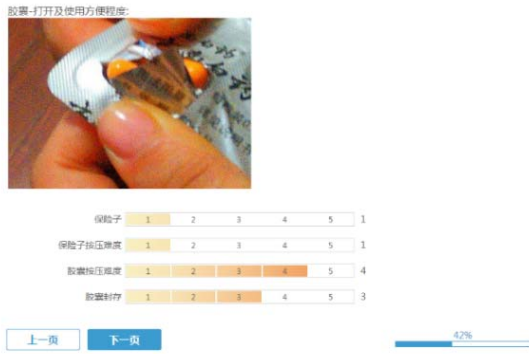 胶囊-打开及使用方便程度:
保险子 1 2 3 4 5 1
保险子按压难度 1 2 3 4 5 1
胶囊按压难度 1 2 3 4 5 4
胶囊封存 1 2 3 4 5 3
上一页 下一页 42%